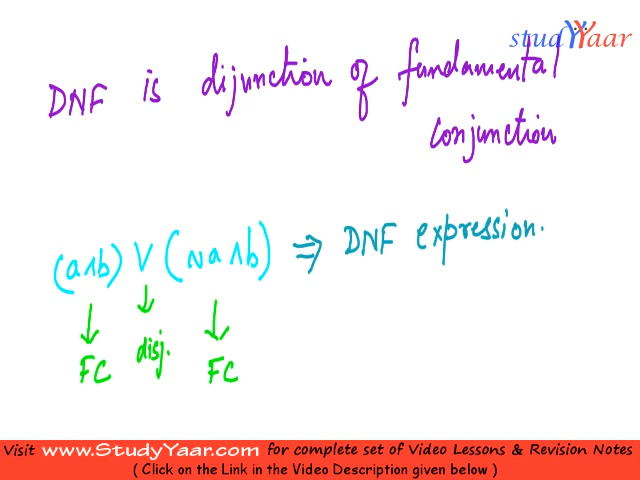 studYYaar
DNF is dijunction of fundamental
conjunction
(a∧b) V (~a∧b) ⇒ DNF expression.
↓ ↓ ↓
FC disj. FC
Visit www.StudyYaar.com for complete set of Video Lessons & Revision Notes
( Click on the Link in the Video Description given below )